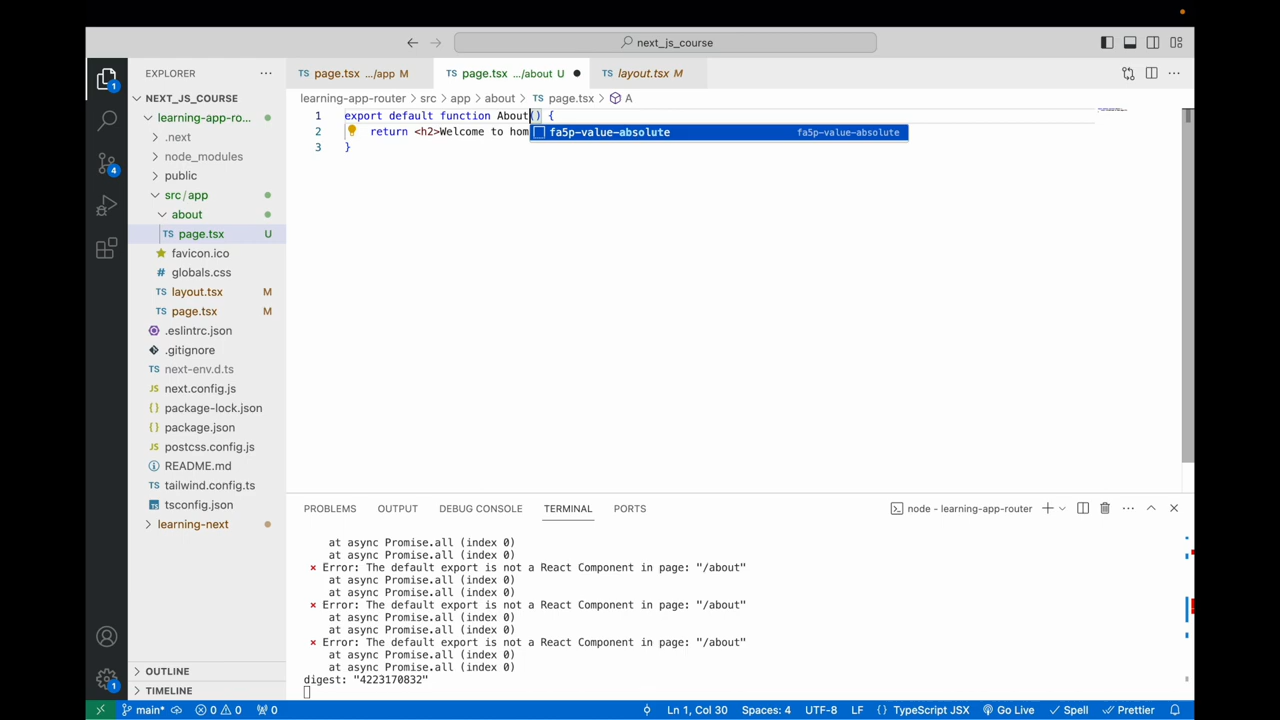 next_js_course
EXPLORER
page.tsx .../app M
page.tsx .../about U
layout.tsx M
NEXT_JS_COURSE
learning-app-router > src > app > about > page.tsx > A
learning-app-ro...
.next
node_modules
public
src/app
about
page.tsx U
favicon.ico
globals.css
layout.tsx M
page.tsx M
.eslintrc.json
.gitignore
next-env.d.ts
next.config.js
package-lock.json
package.json
postcss.config.js
README.md
tailwind.config.ts
tsconfig.json
learning-next
OUTLINE
TIMELINE
1 export default function About() {
2 return <h2>Welcome to hom
3 }
fa5p-value-absolute fa5p-value-absolute
PROBLEMS OUTPUT DEBUG CONSOLE TERMINAL PORTS
node - learning-app-router
at async Promise.all (index 0)
at async Promise.all (index 0)
× Error: The default export is not a React Component in page: "/about"
at async Promise.all (index 0)
at async Promise.all (index 0)
× Error: The default export is not a React Component in page: "/about"
at async Promise.all (index 0)
at async Promise.all (index 0)
× Error: The default export is not a React Component in page: "/about"
at async Promise.all (index 0)
at async Promise.all (index 0)
digest: "4223170832"
main* 0 0 0 Ln 1, Col 30 Spaces: 4 UTF-8 LF {} TypeScript JSX Go Live Spell Prettier